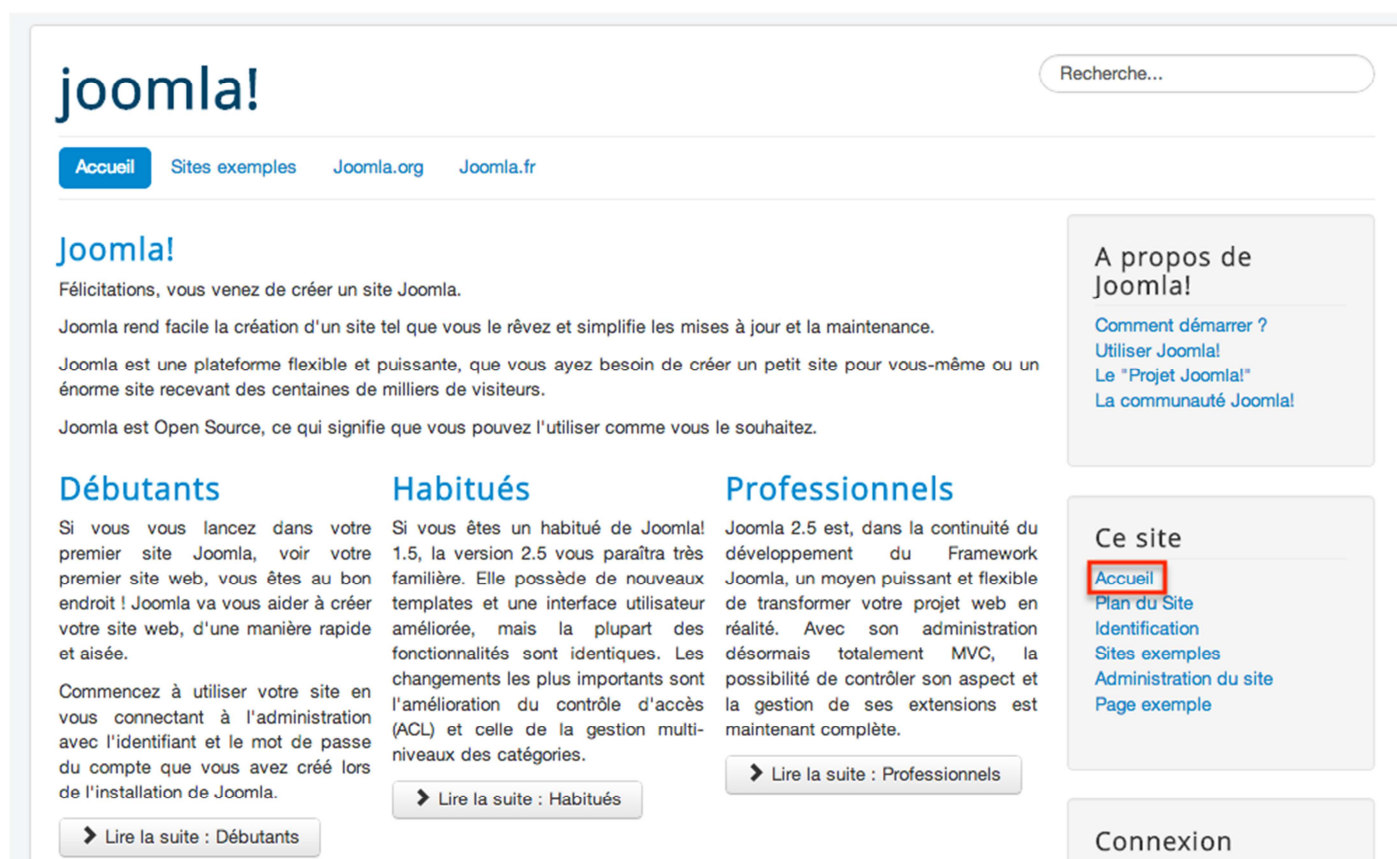 joomla!
Recherche...
Accueil
Sites exemples
Joomla.org
Joomla.fr
Joomla!
Félicitations, vous venez de créer un site Joomla.
Joomla rend facile la création d'un site tel que vous le rêvez et simplifie les mises à jour et la maintenance.
Joomla est une plateforme flexible et puissante, que vous ayez besoin de créer un petit site pour vous-même ou un
énorme site recevant des centaines de milliers de visiteurs.
Joomla est Open Source, ce qui signifie que vous pouvez l'utiliser comme vous le souhaitez.
Débutants
Si vous vous lancez dans votre
premier site Joomla, voir votre
premier site web, vous êtes au bon
endroit ! Joomla va vous aider à créer
votre site web, d'une manière rapide
et aisée.
Commencez à utiliser votre site en
vous connectant à l'administration
avec l'identifiant et le mot de passe
du compte que vous avez créé lors
de l'installation de Joomla.
Lire la suite : Débutants
Habitués
Si vous êtes un habitué de Joomla!
1.5, la version 2.5 vous paraîtra très
familière. Elle possède de nouveaux
templates et une interface utilisateur
améliorée, mais la plupart des
fonctionnalités sont identiques. Les
changements les plus importants sont
l'amélioration du contrôle d'accès
(ACL) et celle de la gestion multi-
niveaux des catégories.
Lire la suite : Habitués
Professionnels
Joomla 2.5 est, dans la continuité du
développement du Framework
Joomla, un moyen puissant et flexible
de transformer votre projet web en
réalité. Avec son administration
désormais totalement MVC, la
possibilité de contrôler son aspect et
la gestion de ses extensions est
maintenant complète.
Lire la suite : Professionnels
A propos de
Joomla!
Comment démarrer ?
Utiliser Joomla!
Le "Projet Joomla!"
La communauté Joomla!
Ce site
Accueil
Plan du Site
Identification
Sites exemples
Administration du site
Page exemple
Connexion